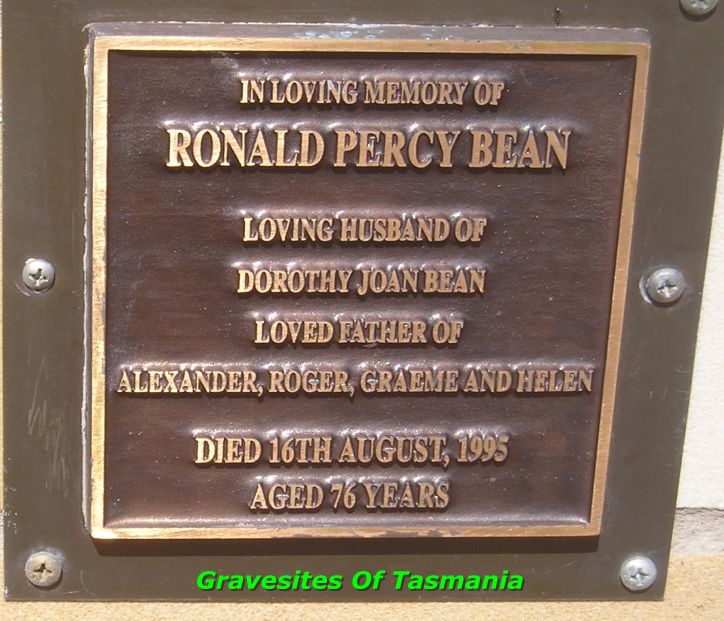 IN LOVING MEMORY OF
RONALD PERCY BEAN
LOVING HUSBAND OF
DOROTHY JOAN BEAN
LOVED FATHER OF
ALEXANDER, ROGER, GRAEME AND HELEN
DIED 16TH AUGUST, 1995
AGED 76 YEARS
Gravesites Of Tasmania